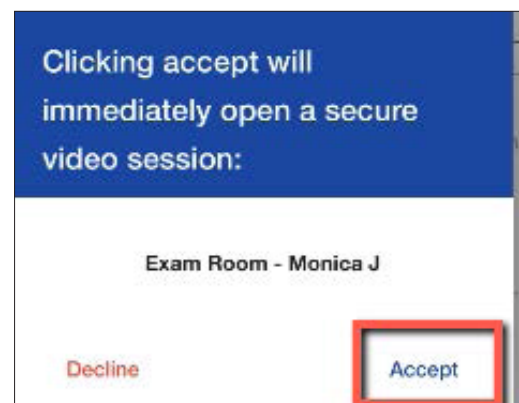 Clicking accept will
immediately open a secure
video session:
Exam Room - Monica J
Decline Accept